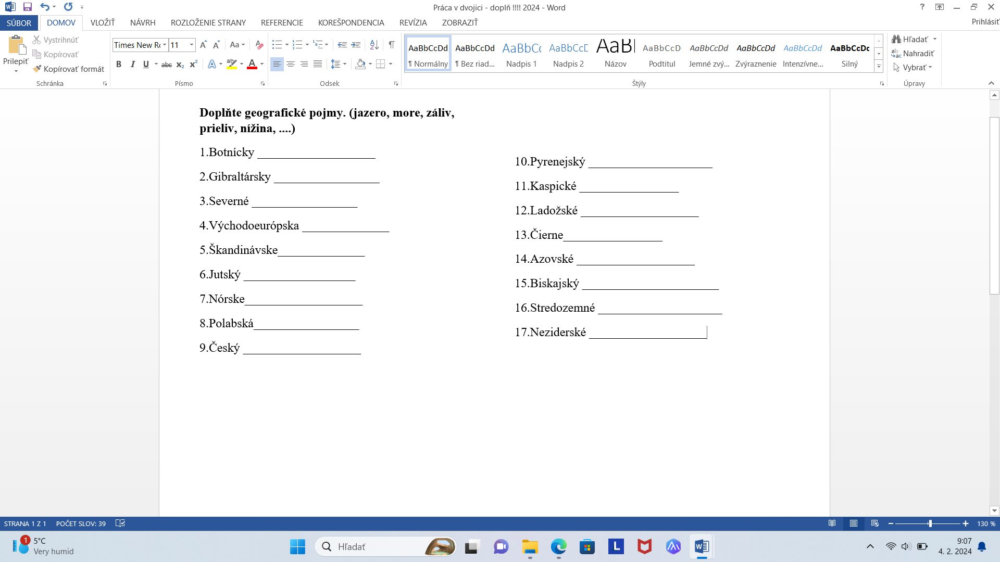 Práca v dvojici - doplň !!!! 2024 - Word
SÚBOR DOMOV VLOŽIŤ NÁVRH ROZLOŽENIE STRANY REFERENCIE KOREŠPONDENCIA REVÍZIA ZOBRAZIŤ Prihlásiť
Prilepiť
Vystrihnúť
Kopírovať
Kopírovať formát
Schránka
Times New Ro 11
Písmo
Odsek
AaBbCcDd AaBbCcDd AaBbCc AaBbCcD AaB AaBbCcD AaBbCcDd AaBbCcDd AaBbCcDd AaBbCcDc
¶ Normálny ¶ Bez riad... Nadpis 1 Nadpis 2 Názov Podtitul Jemné zvý... Zvýraznenie Intenzívne... Silný
Štýly
Hľadať
Nahradiť
Vybrať
Úpravy
Doplňte geografické pojmy. (jazero, more, záliv,
prieliv, nížina, ....)
1.Botnícky ___________________
2.Gibraltársky _________________
3.Severné _________________
4.Východoeurópska ______________
5.Škandinávske______________
6.Jutský __________________
7.Nórske___________________
8.Polabská_________________
9.Český ___________________
10.Pyrenejský ____________________
11.Kaspické ________________
12.Ladožské ___________________
13.Čierne________________
14.Azovské ___________________
15.Biskajský ______________________
16.Stredozemné ____________________
17.Neziderské ___________________
STRANA 1 Z 1 POČET SLOV: 39 130 %
1 5°C
Very humid
Hľadať
9:07
4. 2. 2024